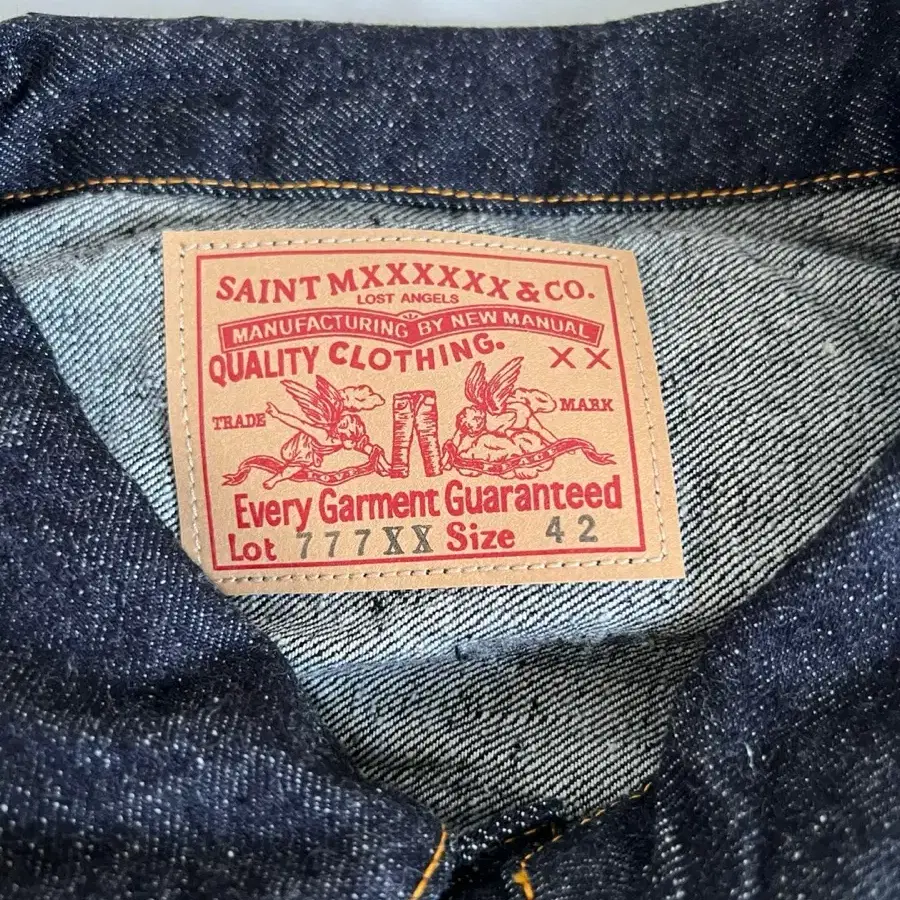 SAINT MXXXXXX & CO.
LOST ANGELS
MANUFACTURING BY NEW MANUAL
QUALITY CLOTHING.
XX
TRADE MARK
Every Garment Guaranteed
Lot 777XX Size 42